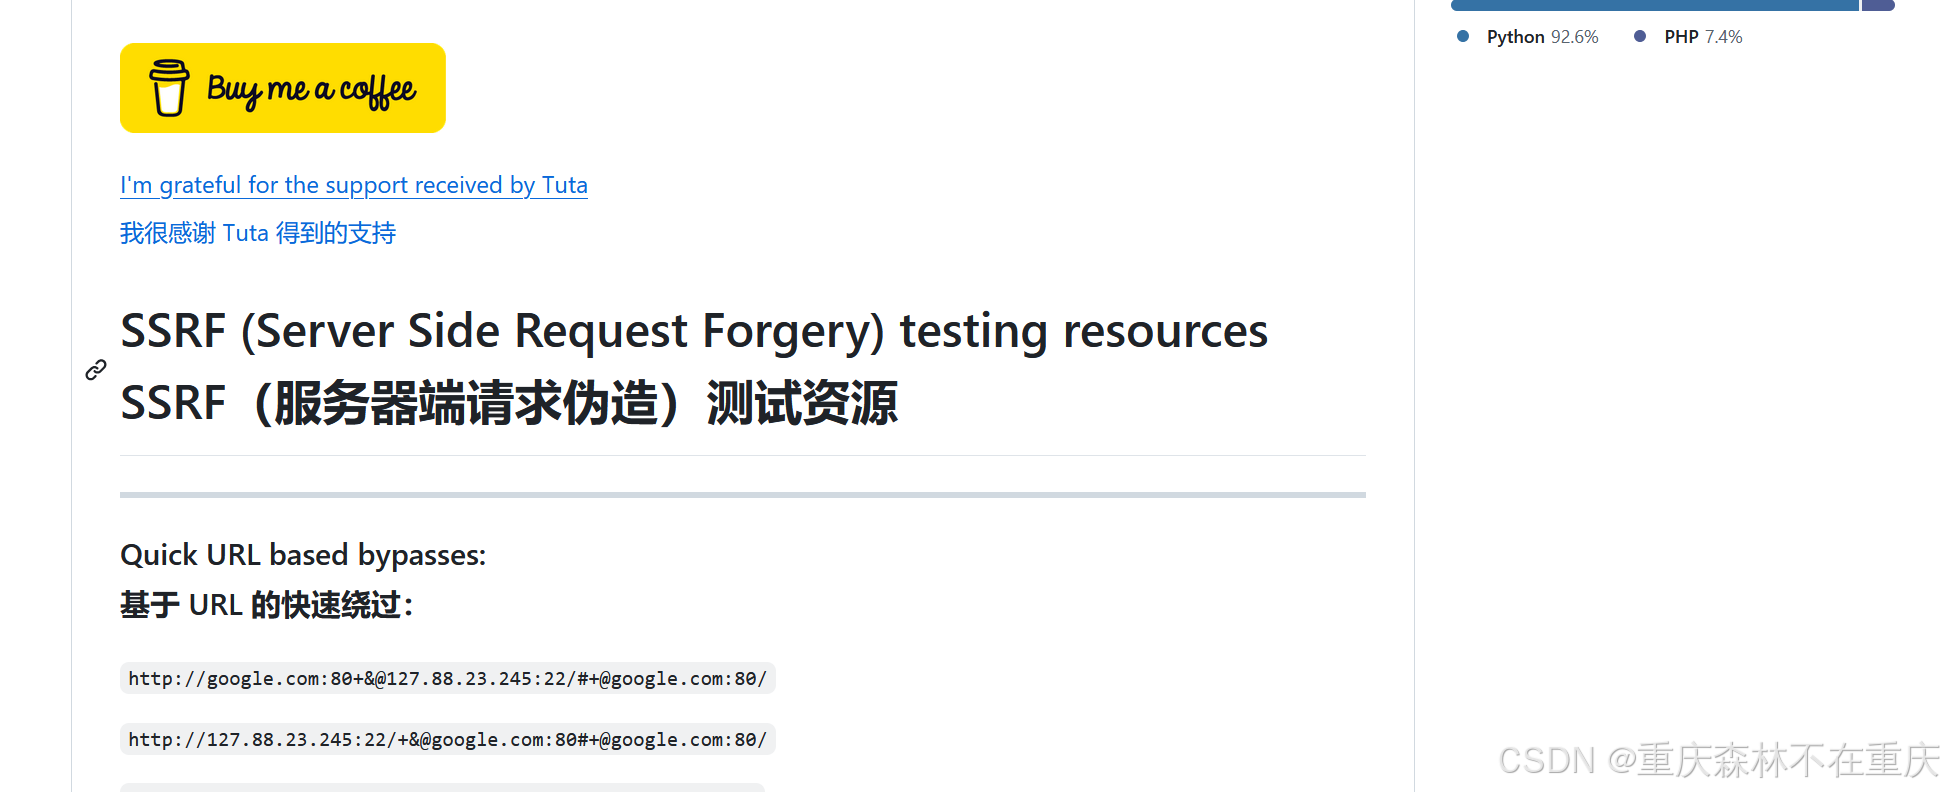 Python 92.6% PHP 7.4%
Buy me a coffee
I'm grateful for the support received by Tuta
我很感谢 Tuta 得到的支持
SSRF (Server Side Request Forgery) testing resources
SSRF（服务器端请求伪造）测试资源
Quick URL based bypasses:
基于 URL 的快速绕过：
http://google.com:80+&@127.88.23.245:22/#+@google.com:80/
http://127.88.23.245:22/+&@google.com:80#+@google.com:80/
CSDN @重庆森林不在重庆